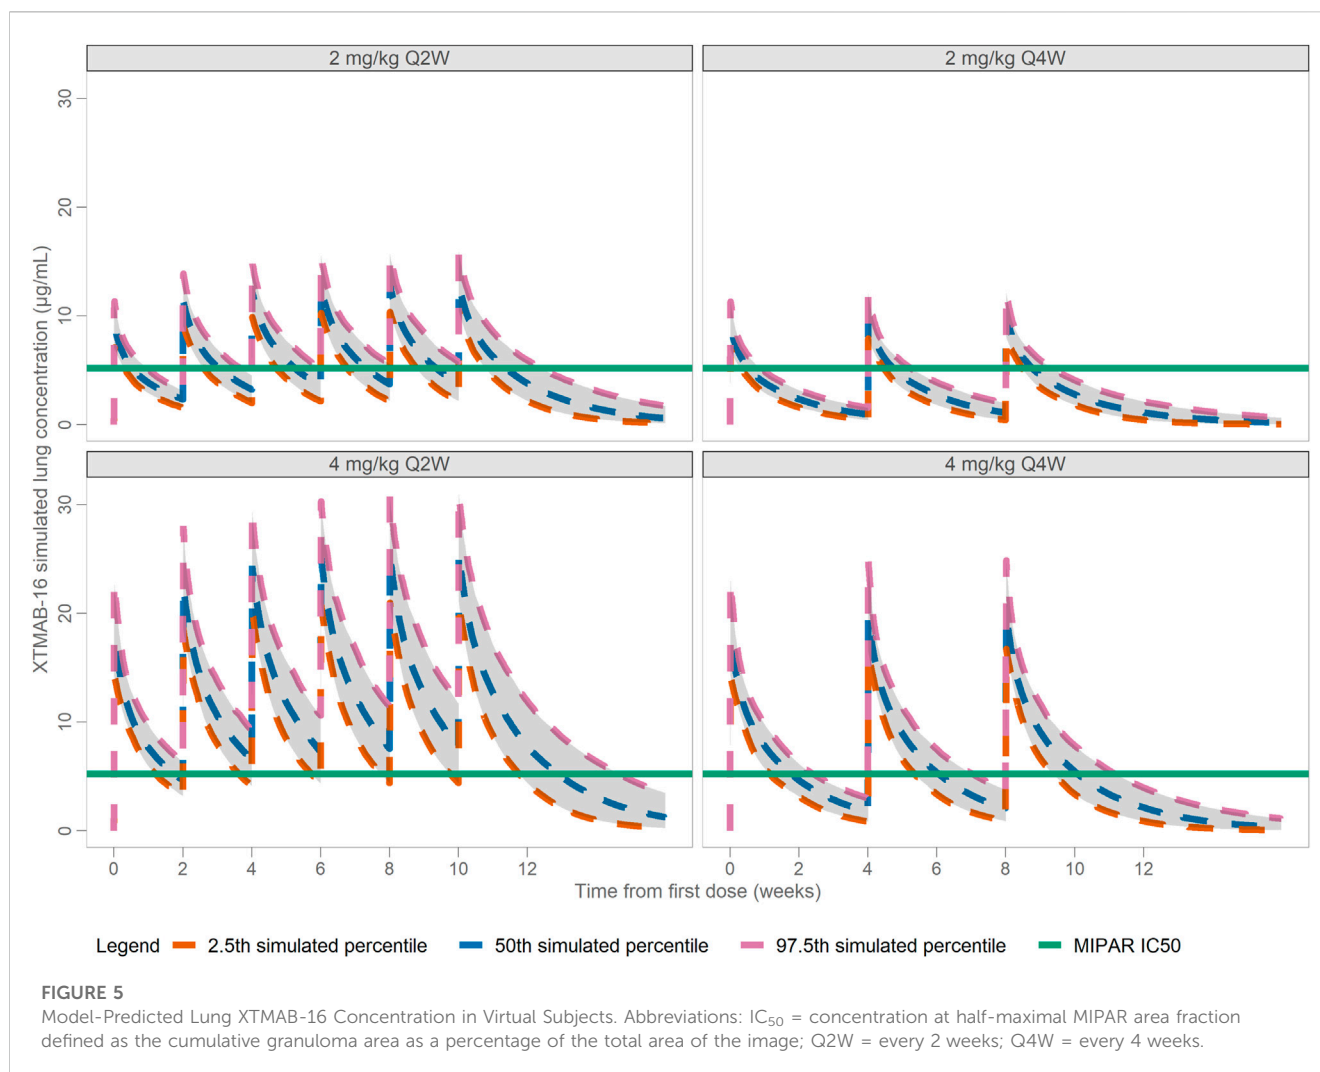 2 mg/kg Q2W
2 mg/kg Q4W
30
20
10
0
4 mg/kg Q2W
4 mg/kg Q4W
30
20
10
0
XTMAB-16 simulated lung concentration (µg/mL)
0 2 4 6 8 10 12
0 2 4 6 8 10 12
Time from first dose (weeks)
Legend 2.5th simulated percentile 50th simulated percentile 97.5th simulated percentile MIPAR IC50
FIGURE 5
Model-Predicted Lung XTMAB-16 Concentration in Virtual Subjects. Abbreviations: IC50 = concentration at half-maximal MIPAR area fraction
defined as the cumulative granuloma area as a percentage of the total area of the image; Q2W = every 2 weeks; Q4W = every 4 weeks.